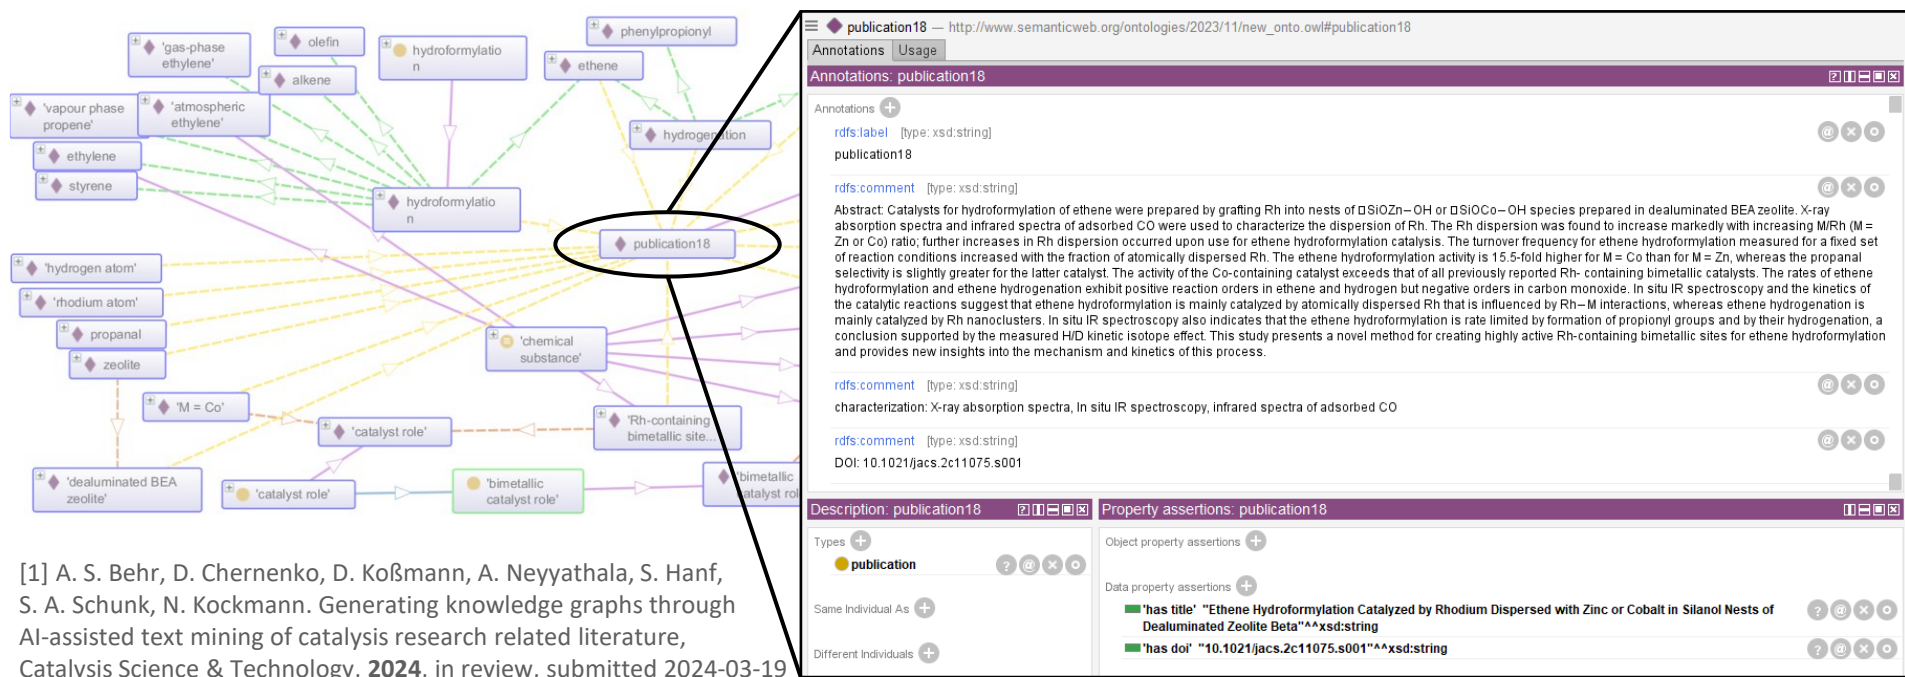 'gas-phase
ethylene'
olefin
hydroformylatio
n
phenylpropionyl
alkene
ethene
'vapour phase
propene'
'atmospheric
ethylene'
hydrogenation
ethylene
styrene
hydroformylatio
n
publication18
'hydrogen atom'
'rhodium atom'
propanal
'chemical
substance'
zeolite
'M = Co'
'catalyst role'
'Rh-containing
bimetallic site...
'dealuminated BEA
zeolite'
'catalyst role'
'bimetallic
catalyst role'
'bimetallic
catalyst rol
[1] A. S. Behr, D. Chernenko, D. Koßmann, A. Neyyathala, S. Hanf,
S. A. Schunk, N. Kockmann. Generating knowledge graphs through
AI-assisted text mining of catalysis research related literature,
Catalysis Science & Technology, 2024, in review, submitted 2024-03-19
publication18 — http://www.semanticweb.org/ontologies/2023/11/new_onto.owl#publication18
Annotations Usage
Annotations: publication18
Annotations
rdfs:label [type: xsd:string]
publication18
rdfs:comment [type: xsd:string]
Abstract: Catalysts for hydroformylation of ethene were prepared by grafting Rh into nests of □SiOZn−OH or □SiOCo−OH species prepared in dealuminated BEA zeolite. X-ray
absorption spectra and infrared spectra of adsorbed CO were used to characterize the dispersion of Rh. The Rh dispersion was found to increase markedly with increasing M/Rh (M =
Zn or Co) ratio; further increases in Rh dispersion occurred upon use for ethene hydroformylation catalysis. The turnover frequency for ethene hydroformylation measured for a fixed set
of reaction conditions increased with the fraction of atomically dispersed Rh. The ethene hydroformylation activity is 15.5-fold higher for M = Co than for M = Zn, whereas the propanal
selectivity is slightly greater for the latter catalyst. The activity of the Co-containing catalyst exceeds that of all previously reported Rh- containing bimetallic catalysts. The rates of ethene
hydroformylation and ethene hydrogenation exhibit positive reaction orders in ethene and hydrogen but negative orders in carbon monoxide. In situ IR spectroscopy and the kinetics of
the catalytic reactions suggest that ethene hydroformylation is mainly catalyzed by atomically dispersed Rh that is influenced by Rh−M interactions, whereas ethene hydrogenation is
mainly catalyzed by Rh nanoclusters. In situ IR spectroscopy also indicates that the ethene hydroformylation is rate limited by formation of propionyl groups and by their hydrogenation, a
conclusion supported by the measured H/D kinetic isotope effect. This study presents a novel method for creating highly active Rh-containing bimetallic sites for ethene hydroformylation
and provides new insights into the mechanism and kinetics of this process.
rdfs:comment [type: xsd:string]
characterization: X-ray absorption spectra, In situ IR spectroscopy, infrared spectra of adsorbed CO
rdfs:comment [type: xsd:string]
DOI: 10.1021/jacs.2c11075.s001
Description: publication18
Types
publication
Same Individual As
Different Individuals
Property assertions: publication18
Object property assertions
Data property assertions
'has title' "Ethene Hydroformylation Catalyzed by Rhodium Dispersed with Zinc or Cobalt in Silanol Nests of
Dealuminated Zeolite Beta"^^xsd:string
'has doi' "10.1021/jacs.2c11075.s001"^^xsd:string